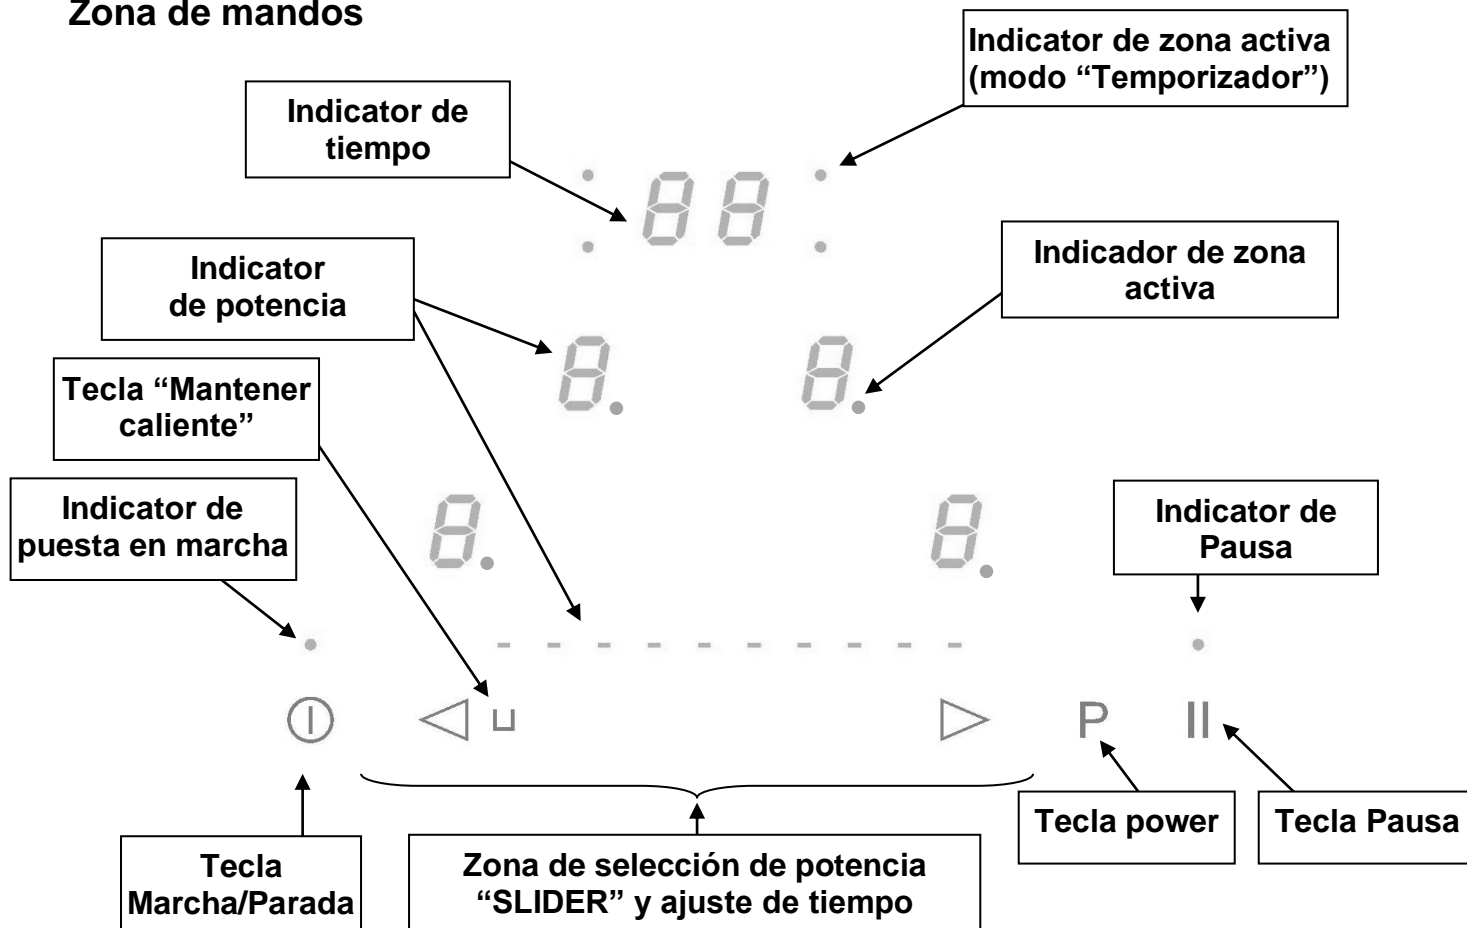 Zona de mandos
Indicator de zona activa
(modo “Temporizador”)
Indicator de
tiempo
Indicator
de potencia
Indicador de zona
activa
Tecla “Mantener
caliente”
Indicator de
puesta en marcha
Indicator de
Pausa
P
Tecla power
Tecla Pausa
Tecla
Marcha/Parada
Zona de selección de potencia
“SLIDER” y ajuste de tiempo